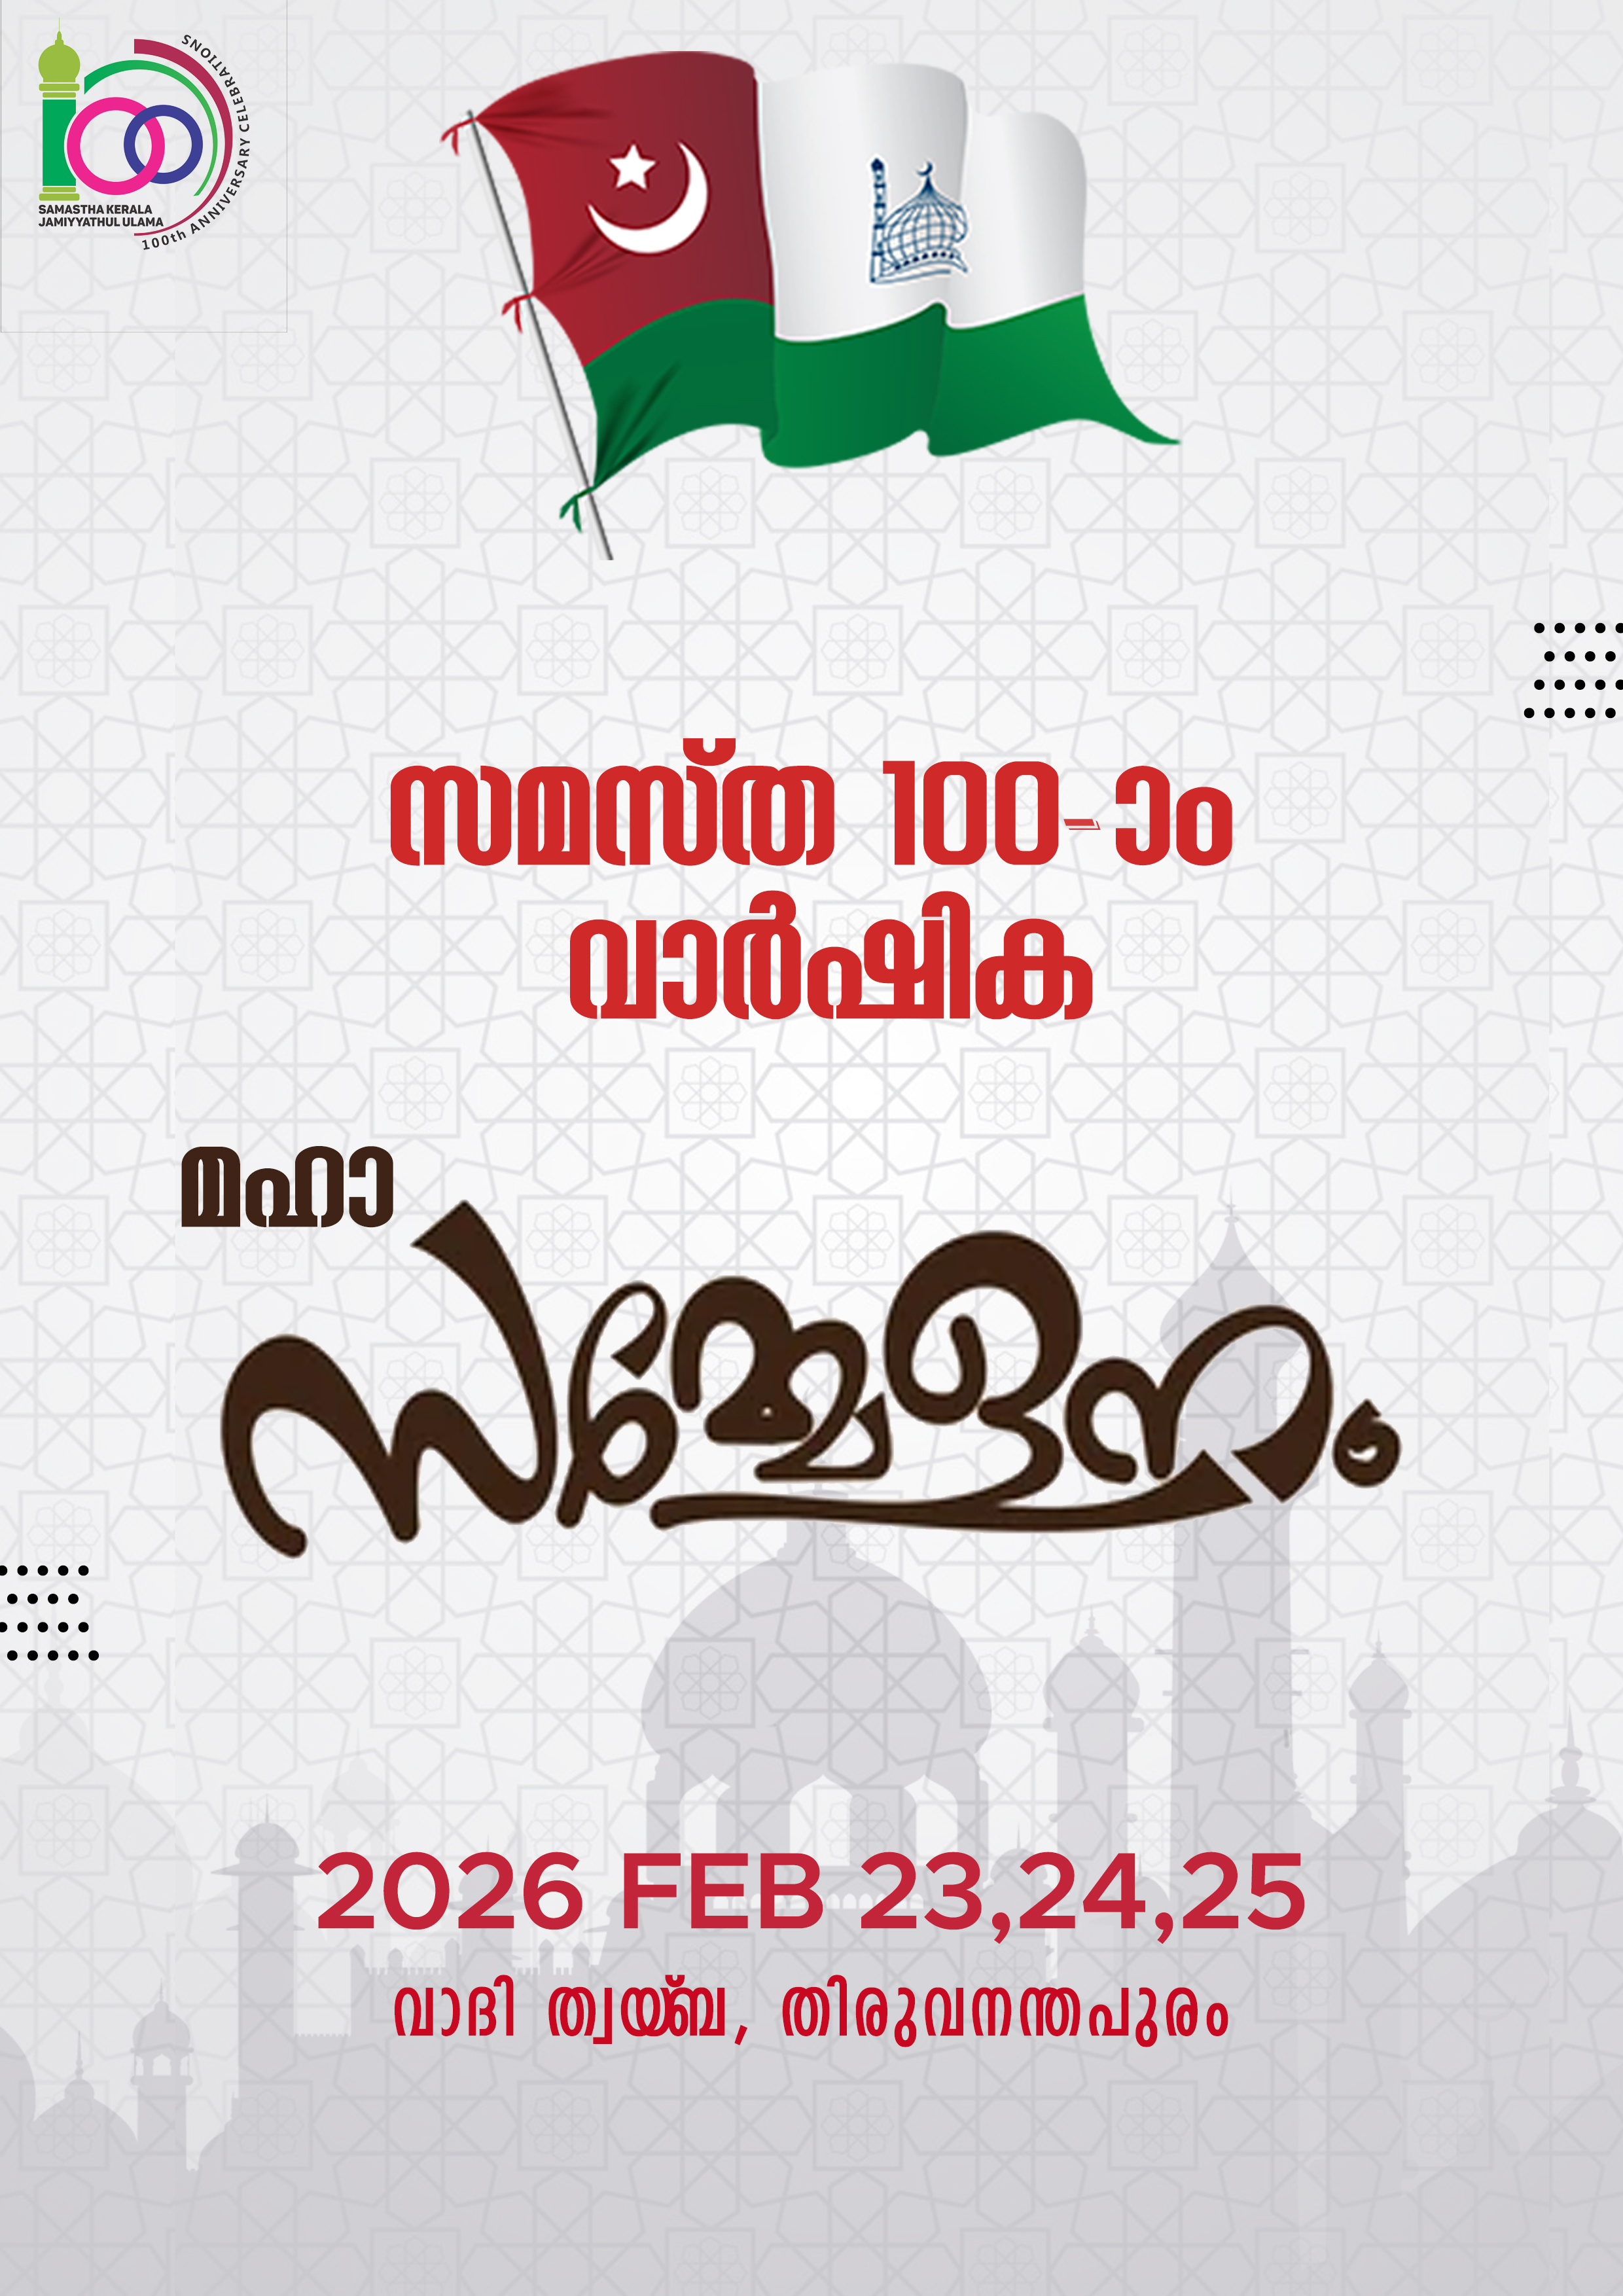 SAMASTHA KERALA
JAMIYYATHUL ULAMA
100th ANNIVERSARY CELEBRATIONS
സമസ്ത 100-ാം
വാർഷിക
മഹാ
സമ്മേളനം
2026 FEB 23,24,25
വാദി ത്വയ്ബ, തിരുവനന്തപുരം